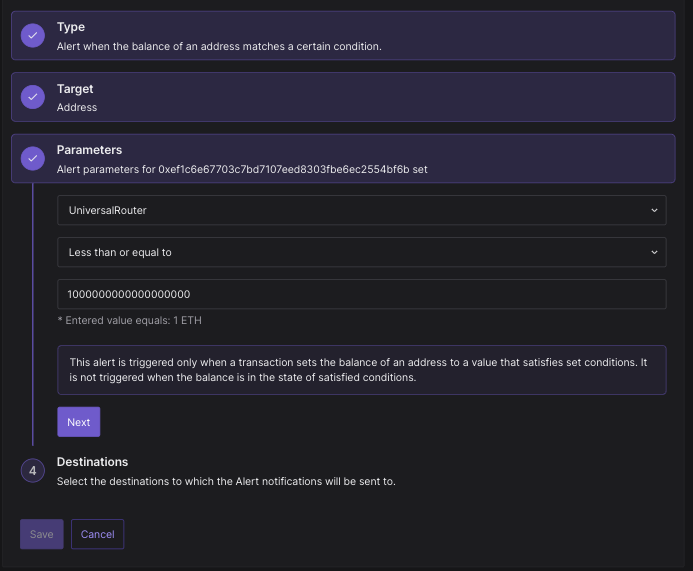 Type
Alert when the balance of an address matches a certain condition.
Target
Address
Parameters
Alert parameters for 0xef1c6e67703c7bd7107eed8303fbe6ec2554bf6b set
UniversalRouter
Less than or equal to
1000000000000000000
* Entered value equals: 1 ETH
This alert is triggered only when a transaction sets the balance of an address to a value that satisfies set conditions. It
is not triggered when the balance is in the state of satisfied conditions.
Next
4
Destinations
Select the destinations to which the Alert notifications will be sent to.
Save
Cancel